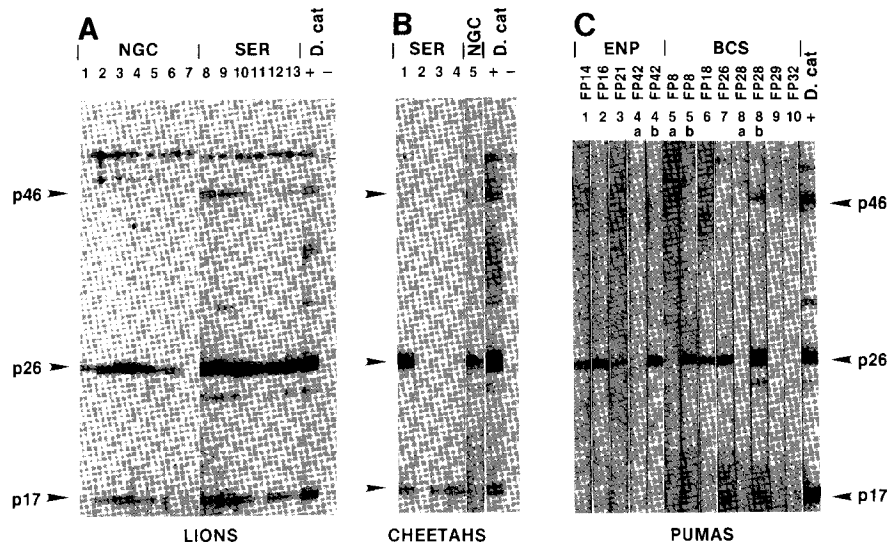 A
NGC SER D. cat
1 2 3 4 5 6 7 8 9 10 11 12 13 + −
p46
p26
p17
LIONS
B
SER NGC D. cat
1 2 3 4 5 + −
CHEETAHS
C
ENP BCS D. cat
FP14 FP16 FP21 FP42 FP42 FP8 FP8 FP18 FP26 FP28 FP28 FP29 FP32
1 2 3 4 4 5 5 6 7 8 8 9 10 +
a b a b a b
p46
p26
p17
PUMAS